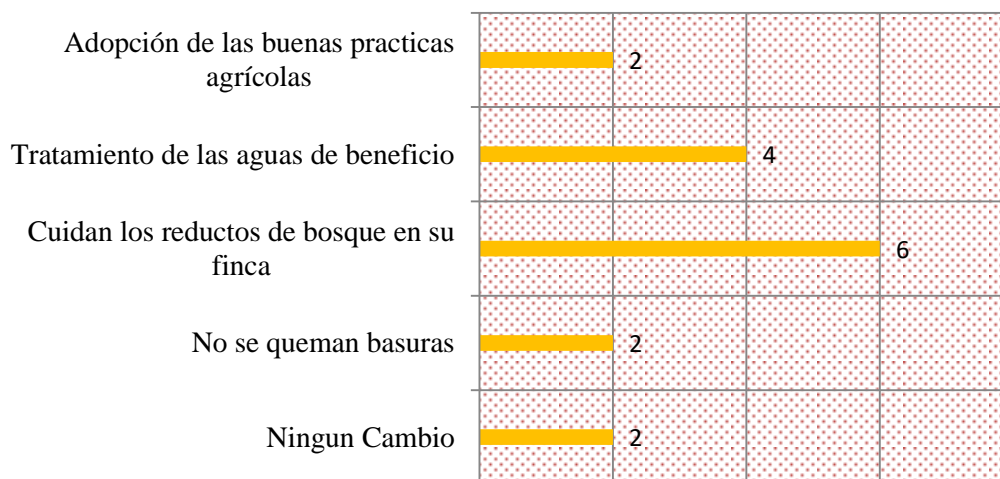 Adopción de las buenas practicas
agrícolas
2
Tratamiento de las aguas de beneficio
4
Cuidan los reductos de bosque en su
finca
6
No se queman basuras
2
Ningun Cambio
2